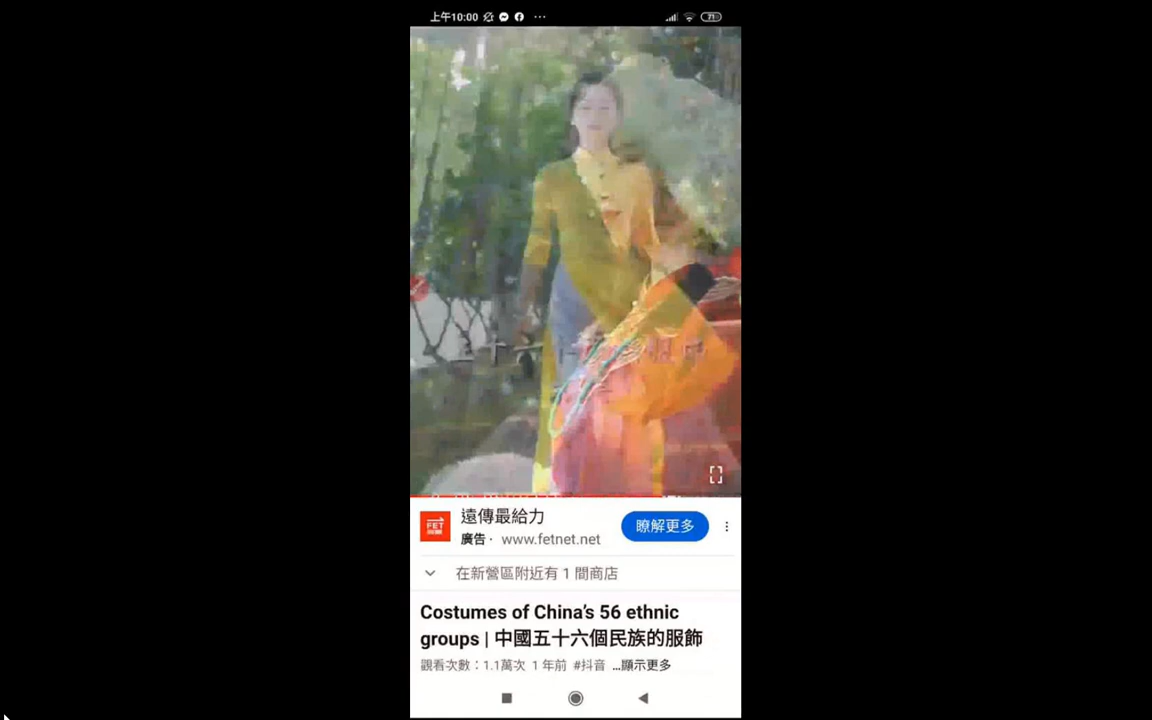 上午10:00
71
FET
遠傳最給力
廣告 · www.fetnet.net
瞭解更多
在新營區附近有 1 間商店
Costumes of China’s 56 ethnic
groups | 中國五十六個民族的服飾
觀看次數：1.1萬次 1 年前 #抖音 ...顯示更多